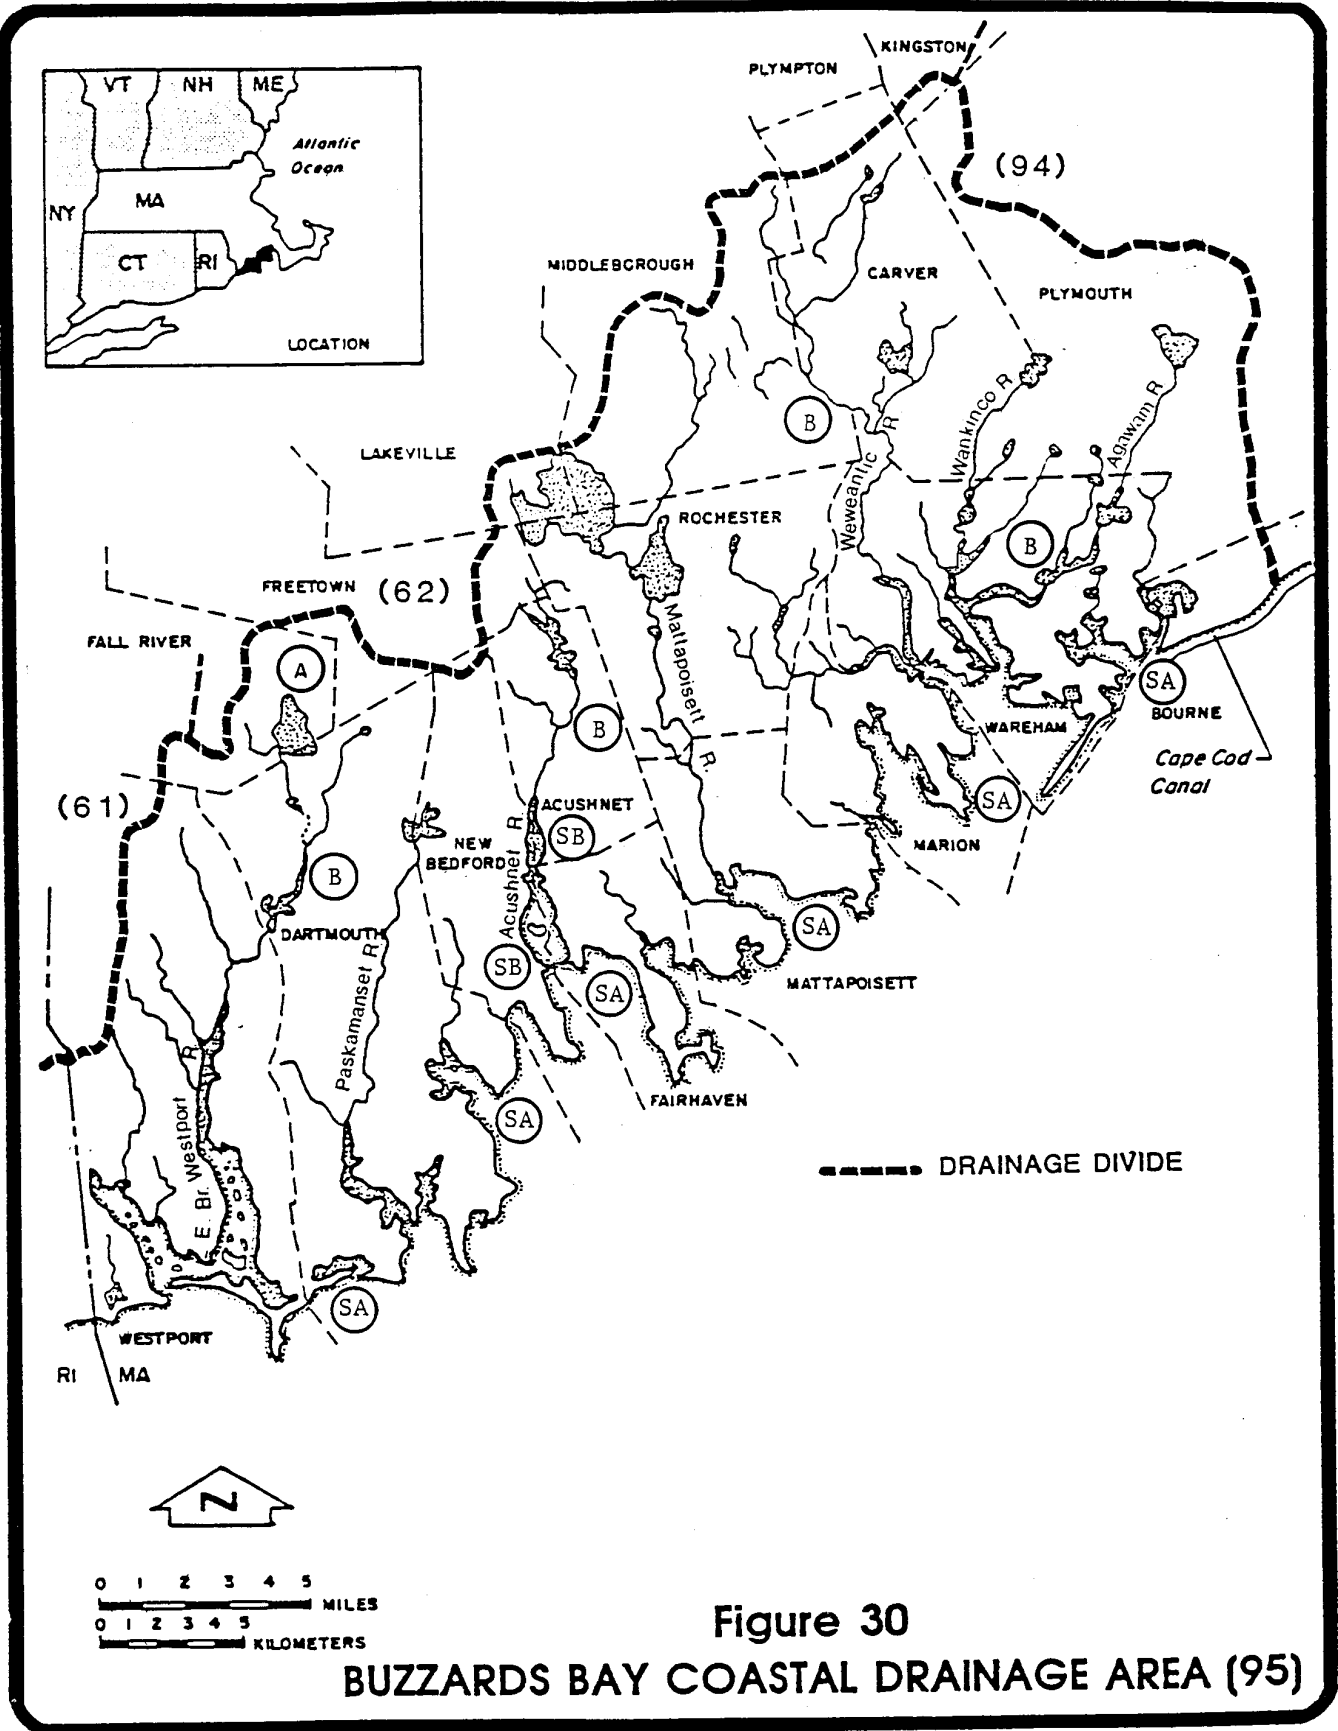 KINGSTON
PLYMPTON
VT NH ME
Atlantic
Ocean
(94)
NY MA
CT RI
MIDDLEBOROUGH
CARVER
PLYMOUTH
LOCATION
B
Wankinco R
Agawam R
LAKEVILLE
Weweantic R
ROCHESTER
B
FREETOWN (62)
FALL RIVER
A
Mattapoisett R.
SA
BOURNE
B
WAREHAM
Cape Cod
Canal
(61)
ACUSHNET
SA
SB
NEW
BEDFORD
Acushnet R
MARION
B
DARTMOUTH
SA
SB
SA
MATTAPOISETT
Paskamanset R
FAIRHAVEN
SA
E. Br. Westport R
DRAINAGE DIVIDE
SA
WESTPORT
RI MA
N
0 1 2 3 4 5
MILES
0 1 2 3 4 5
KILOMETERS
Figure 30
BUZZARDS BAY COASTAL DRAINAGE AREA (95)